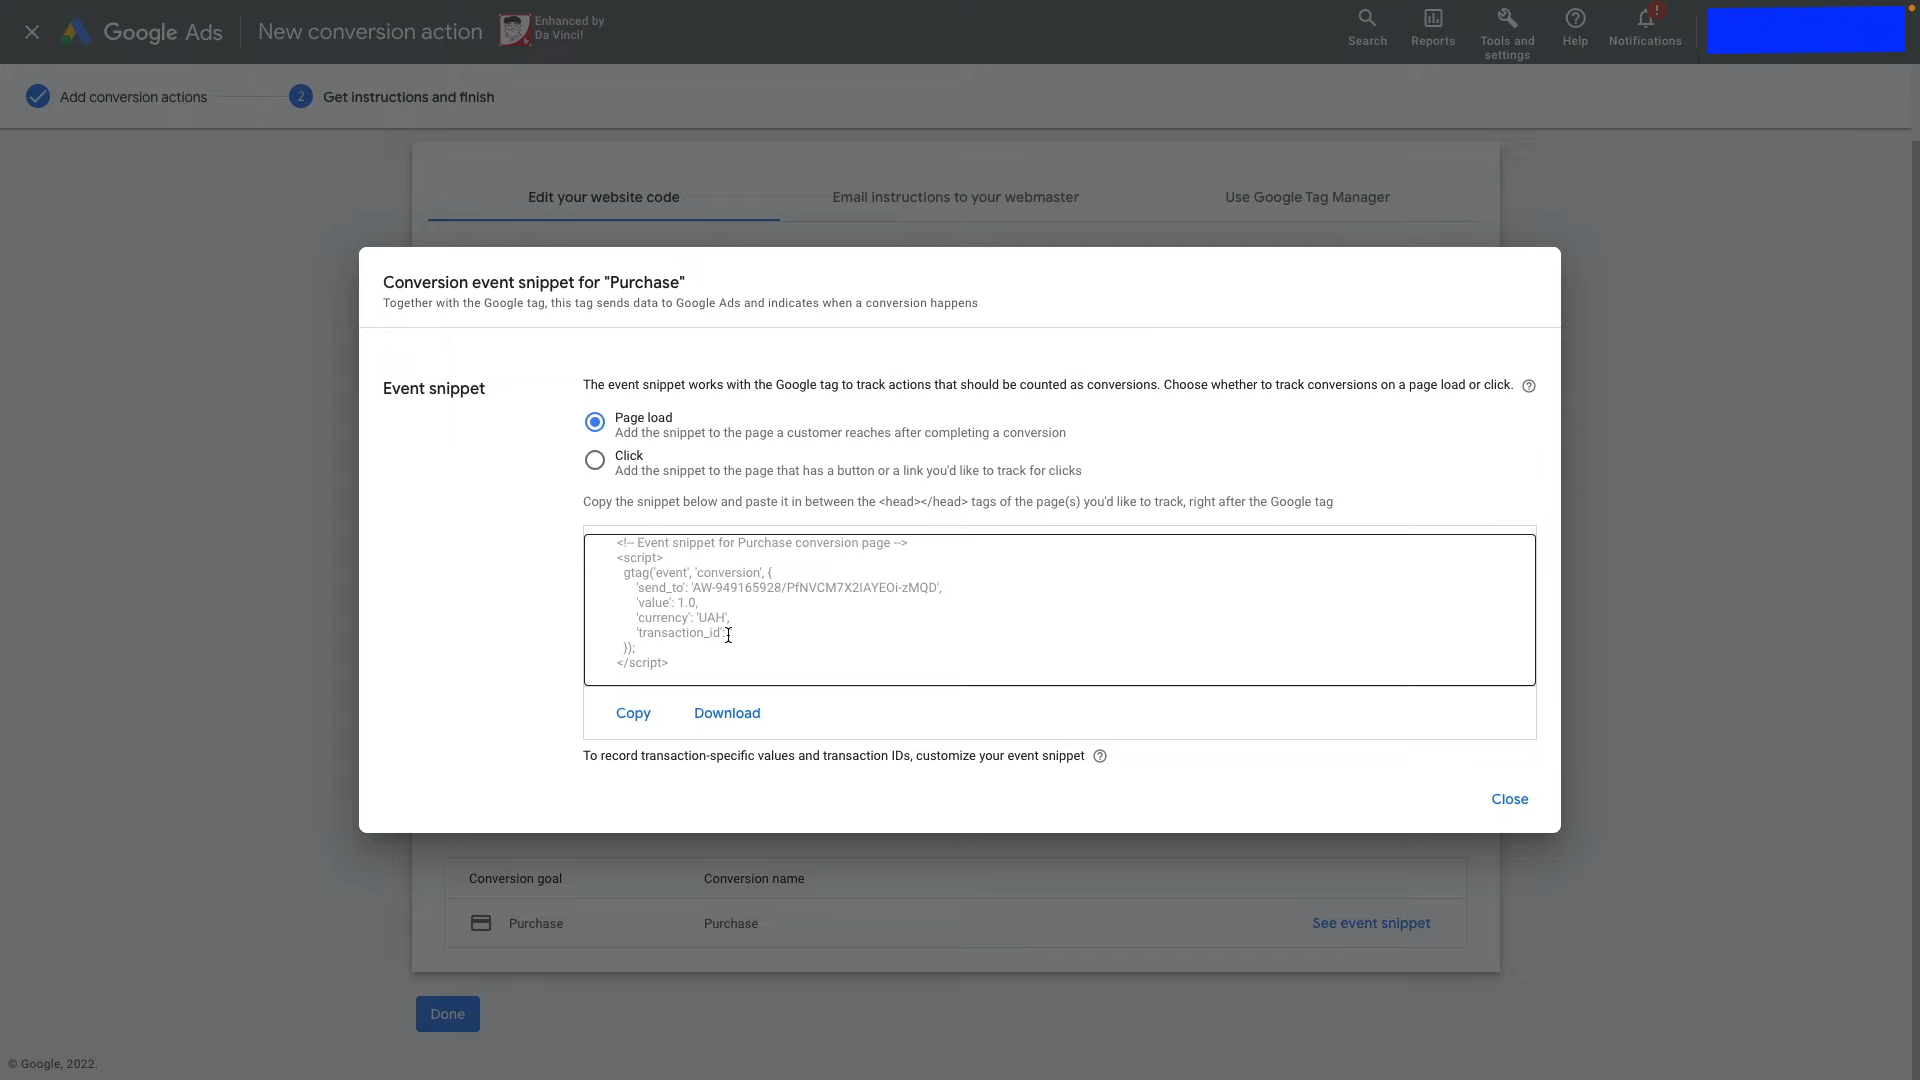 Google Ads
New conversion action
Enhanced by
Da Vinci!
Search
Reports
Tools and
settings
Help
!
Notifications
Add conversion actions
2
Get instructions and finish
Edit your website code
Email instructions to your webmaster
Use Google Tag Manager
Conversion event snippet for "Purchase"
Together with the Google tag, this tag sends data to Google Ads and indicates when a conversion happens
Event snippet
The event snippet works with the Google tag to track actions that should be counted as conversions. Choose whether to track conversions on a page load or click.
Page load
Add the snippet to the page a customer reaches after completing a conversion
Click
Add the snippet to the page that has a button or a link you'd like to track for clicks
Copy the snippet below and paste it in between the <head></head> tags of the page(s) you'd like to track, right after the Google tag
<!-- Event snippet for Purchase conversion page -->
<script>
gtag('event', 'conversion', {
'send_to': 'AW-949165928/PfNVCM7X2IAYEOi-zMQD',
'value': 1.0,
'currency': 'UAH',
'transaction_id':
});
</script>
Copy
Download
To record transaction-specific values and transaction IDs, customize your event snippet
Close
Conversion goal
Conversion name
Purchase
Purchase
See event snippet
Done
© Google, 2022.